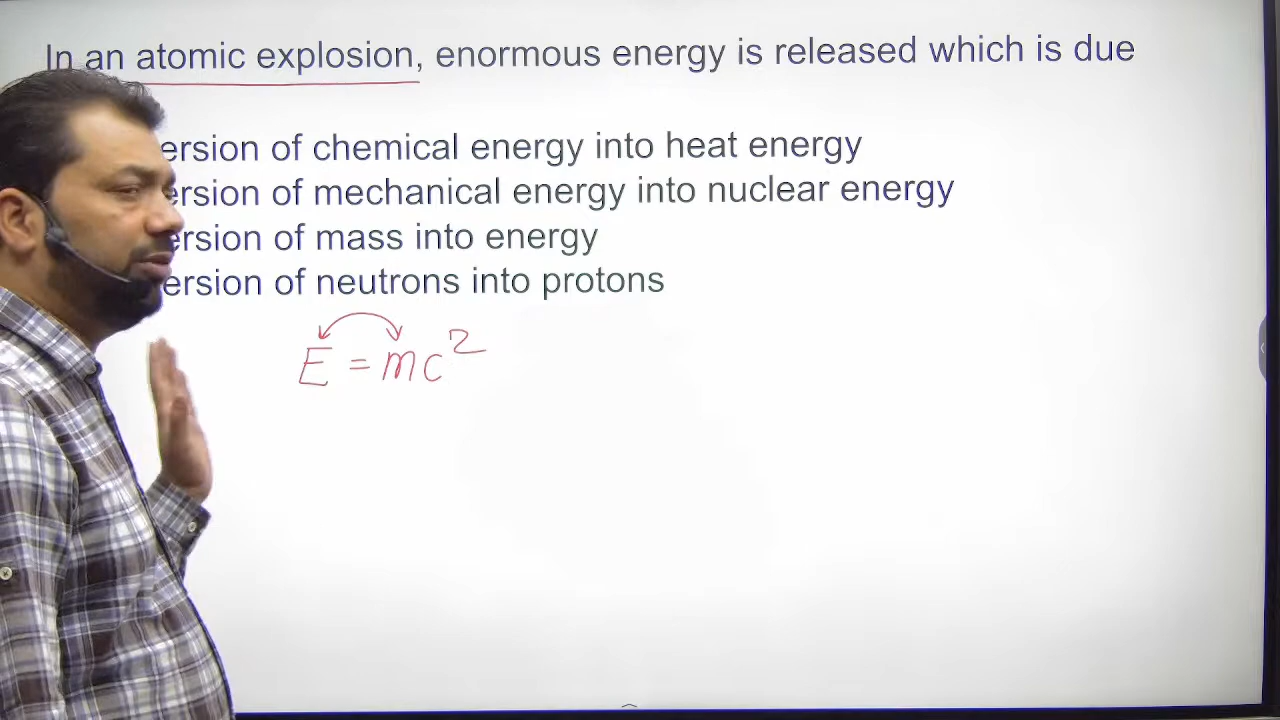 In an atomic explosion, enormous energy is released which is due
ersion of chemical energy into heat energy
ersion of mechanical energy into nuclear energy
ersion of mass into energy
ersion of neutrons into protons
E = mc²